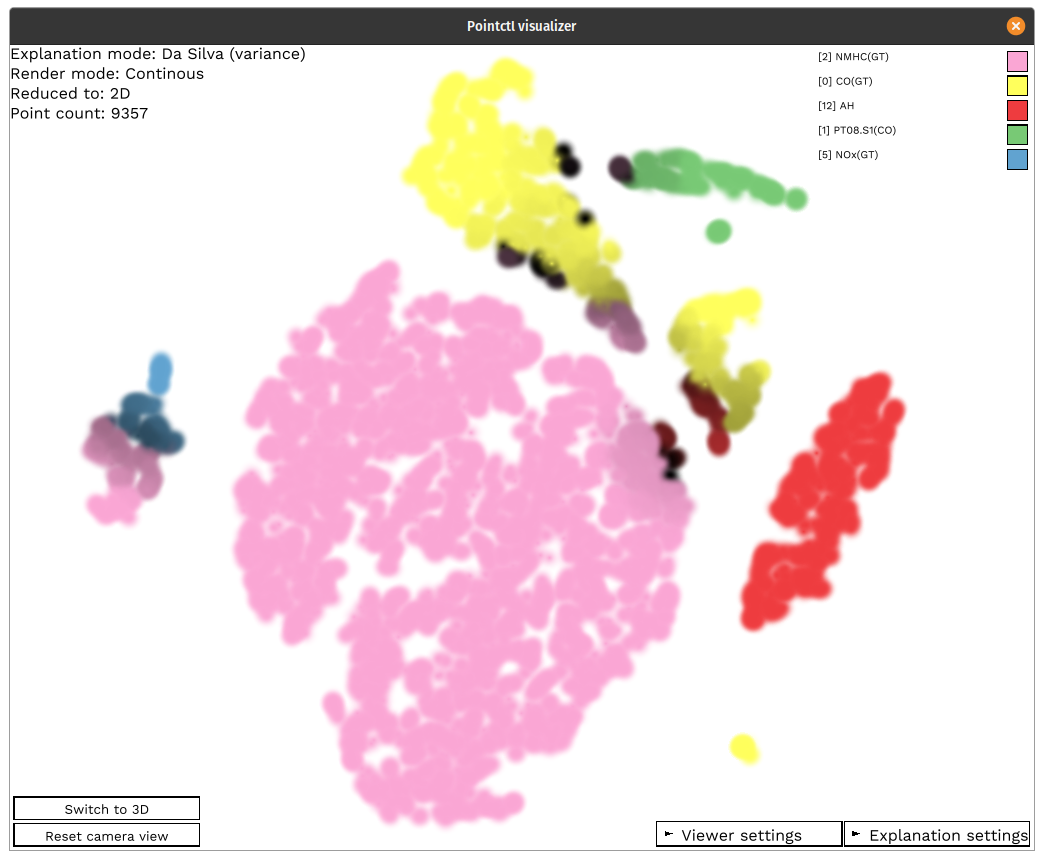 Pointctl visualizer
Explanation mode: Da Silva (variance)
Render mode: Continous
Reduced to: 2D
Point count: 9357
[2] NMHC(GT)
[0] CO(GT)
[12] AH
[1] PT08.S1(CO)
[5] NOx(GT)
Switch to 3D
Reset camera view
Viewer settings
Explanation settings